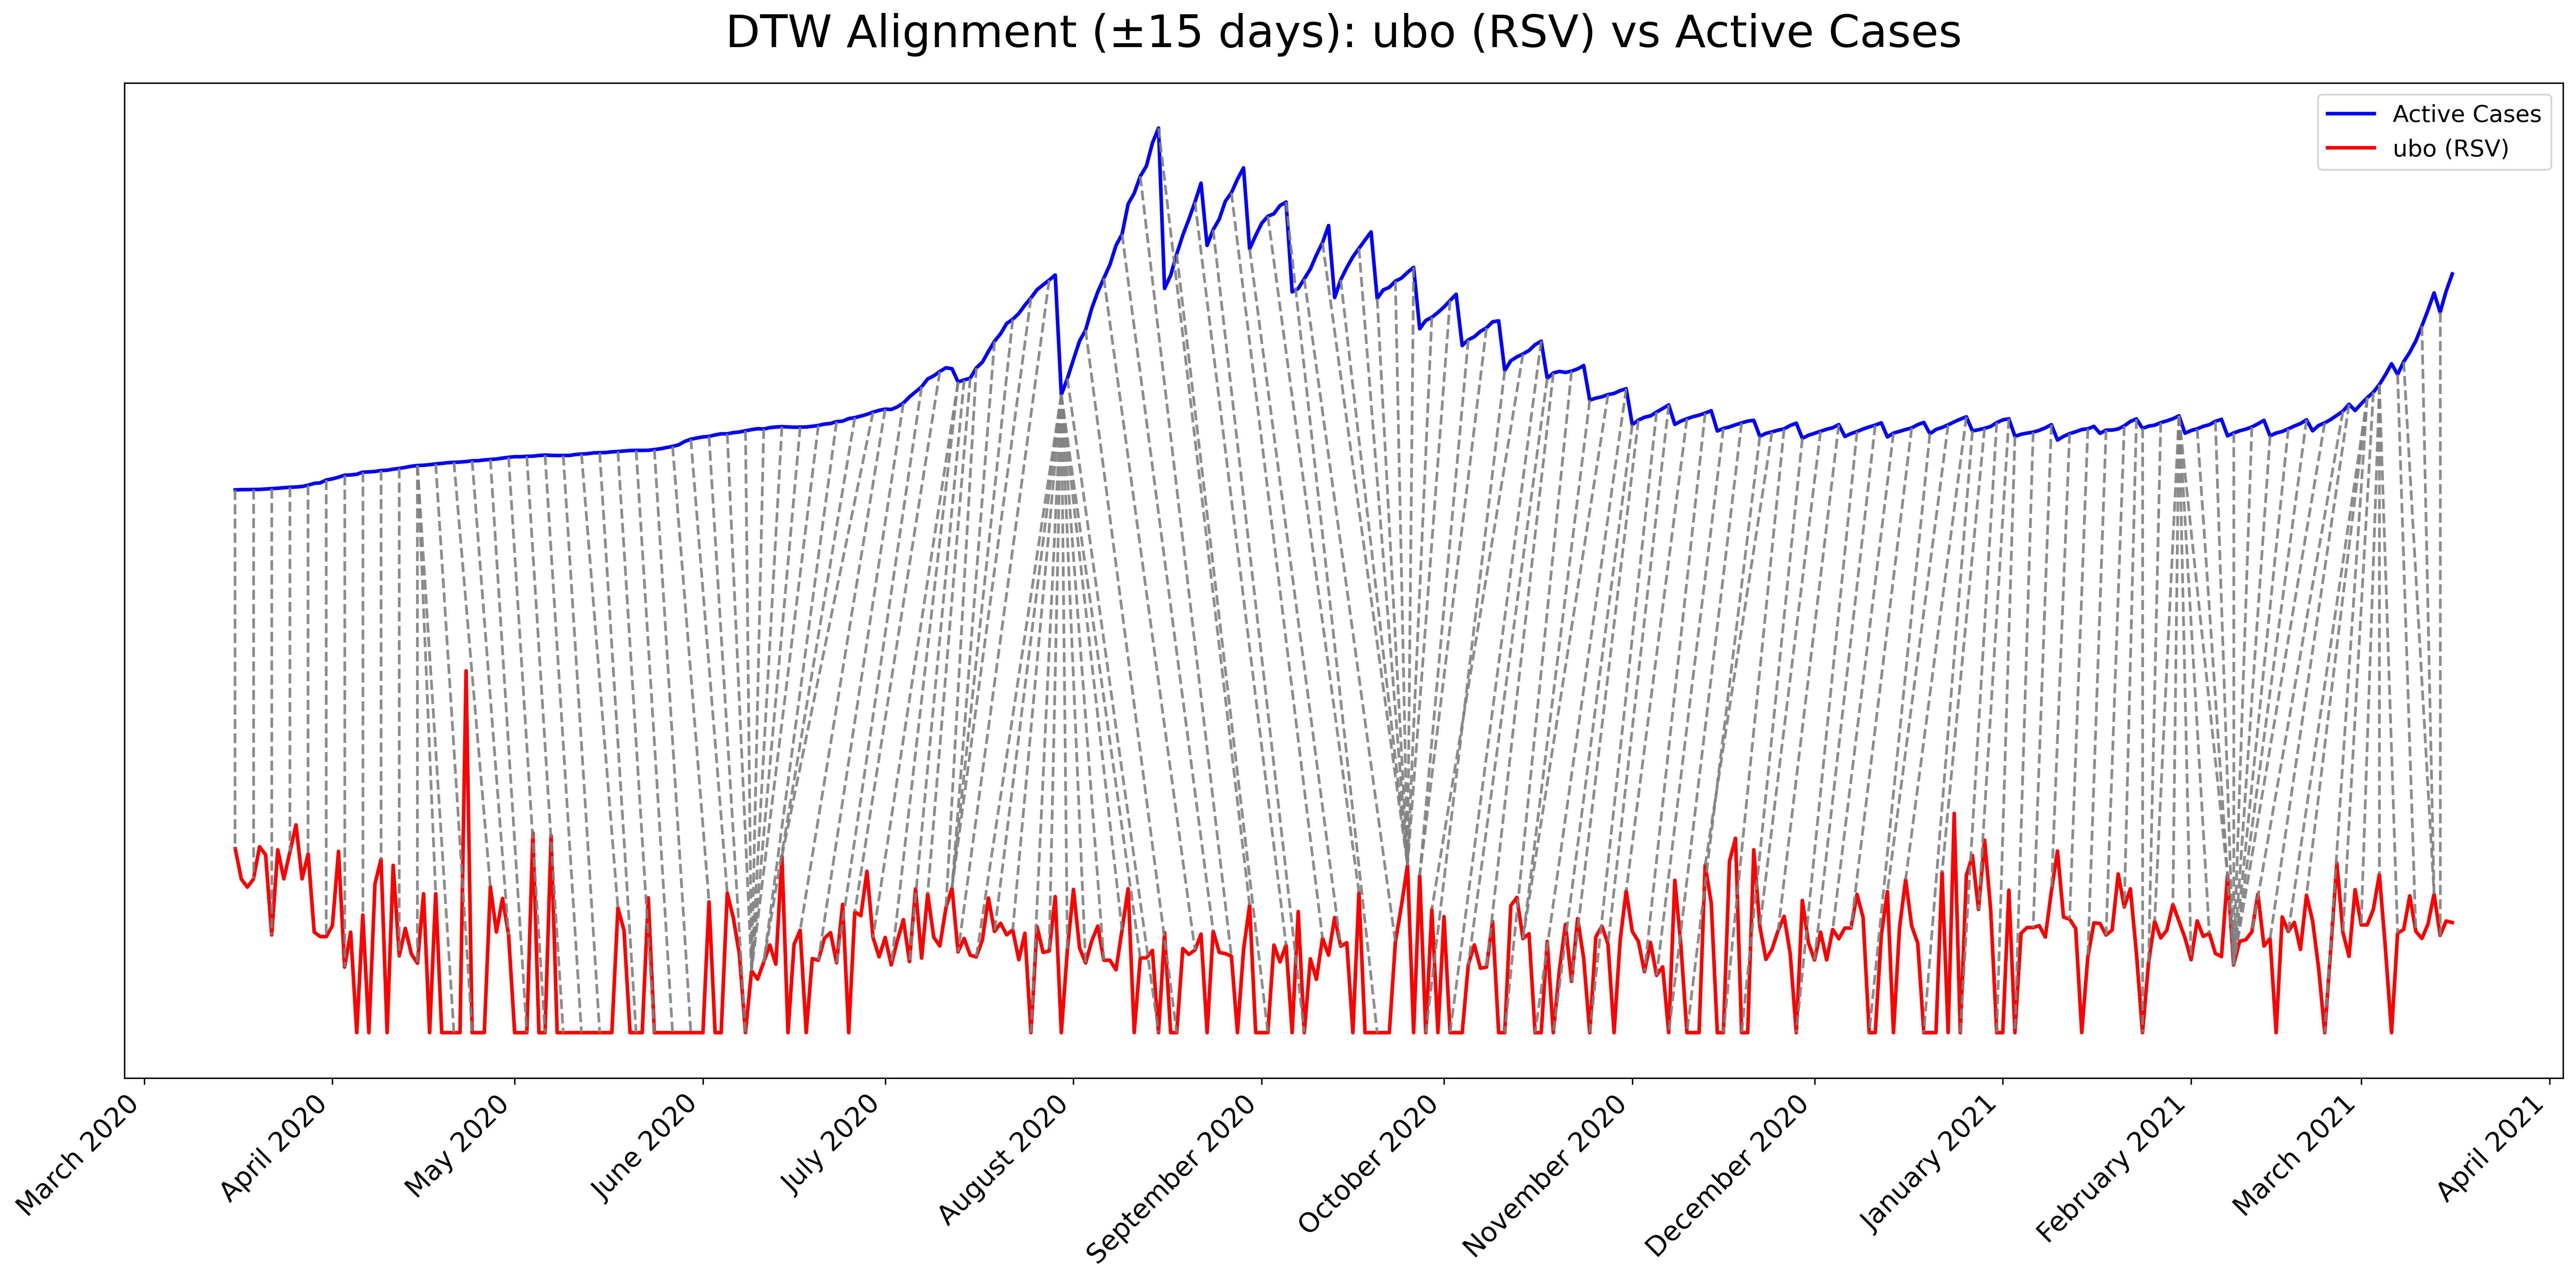 DTW Alignment (±15 days): ubo (RSV) vs Active Cases
Active Cases
ubo (RSV)
March 2020
April 2020
May 2020
June 2020
July 2020
August 2020
September 2020
October 2020
November 2020
December 2020
January 2021
February 2021
March 2021
April 2021